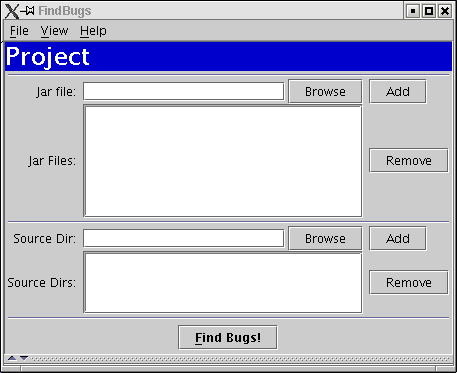 FindBugs
File View Help
Project
Jar file: Browse Add
Jar Files: Remove
Source Dir: Browse Add
Source Dirs: Remove
Find Bugs!